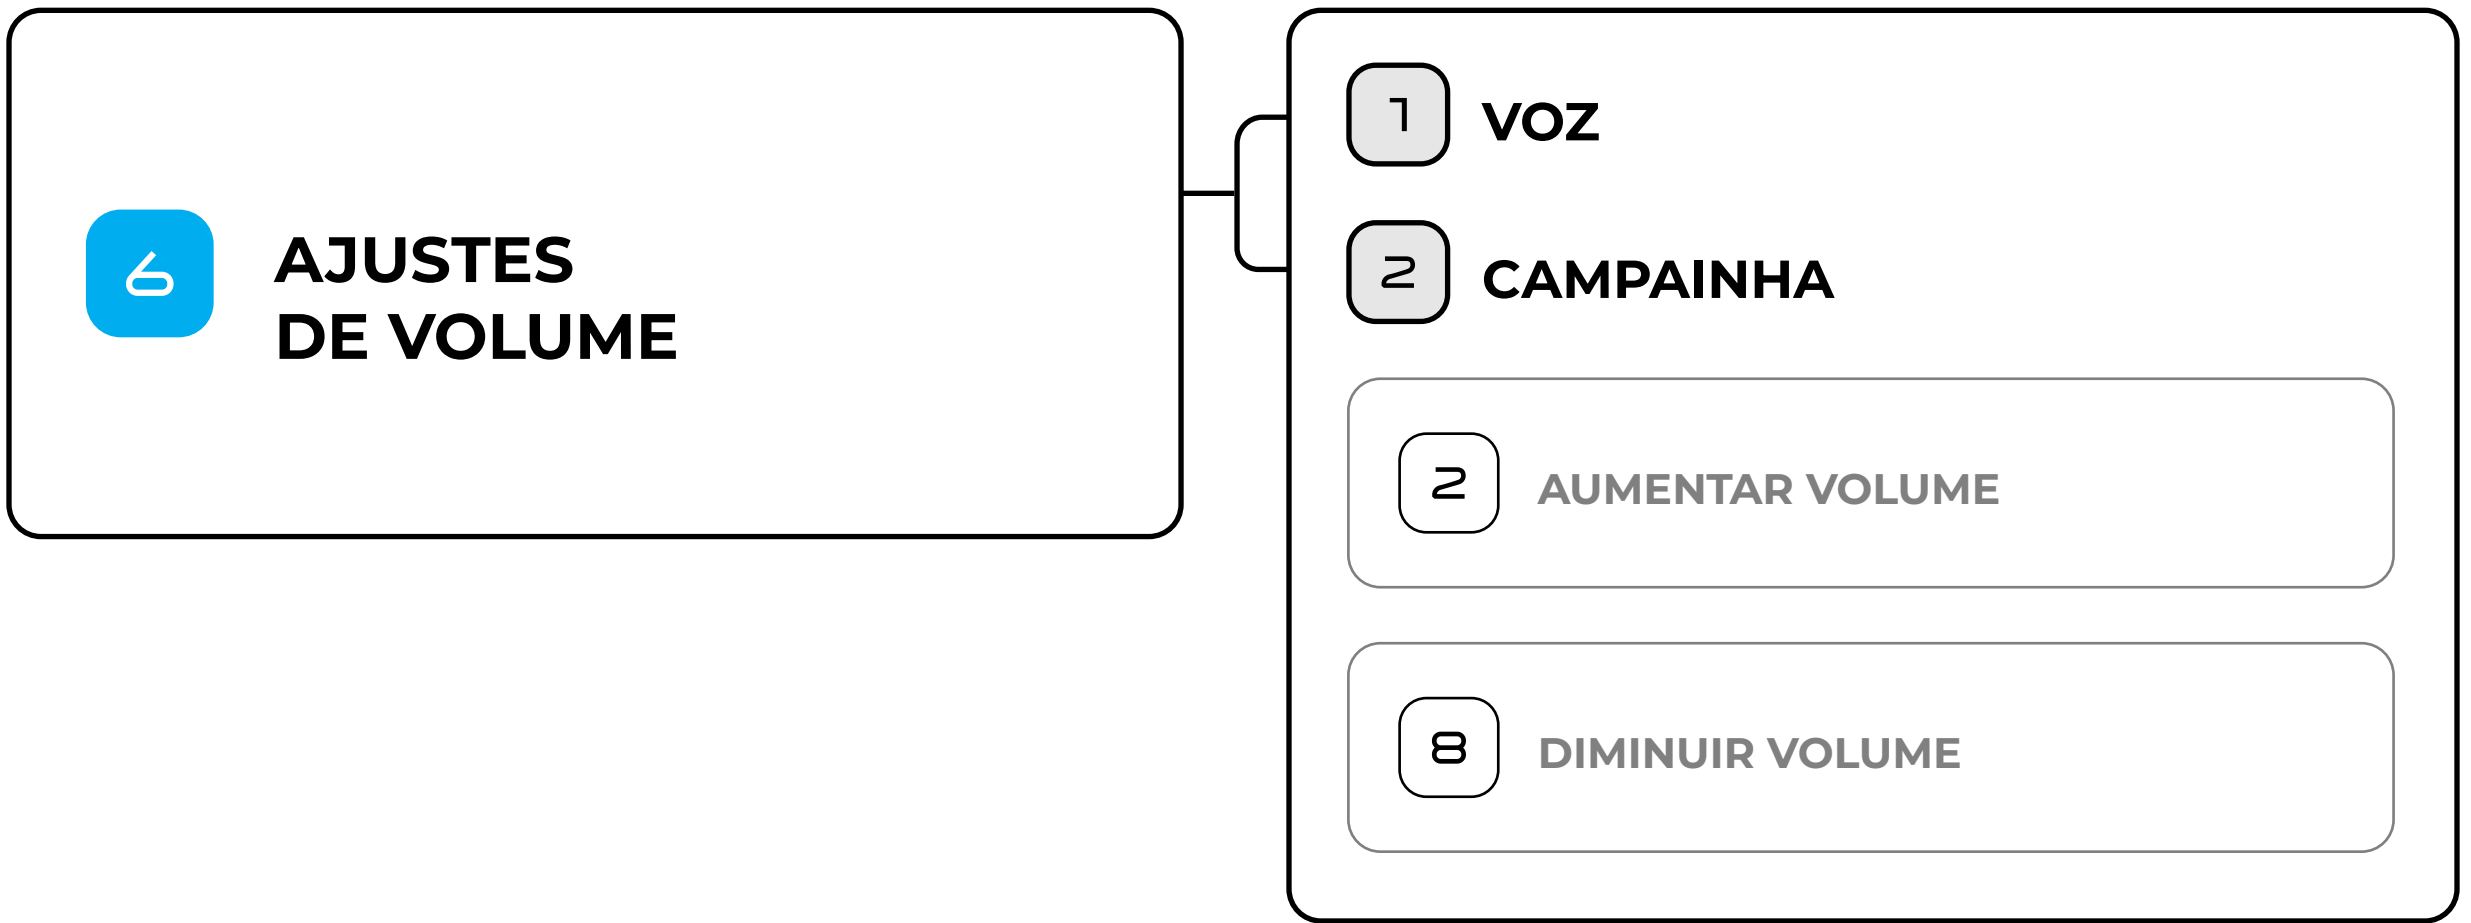 6
AJUSTES
DE VOLUME
1 VOZ
2 CAMPAINHA
2 AUMENTAR VOLUME
8 DIMINUIR VOLUME